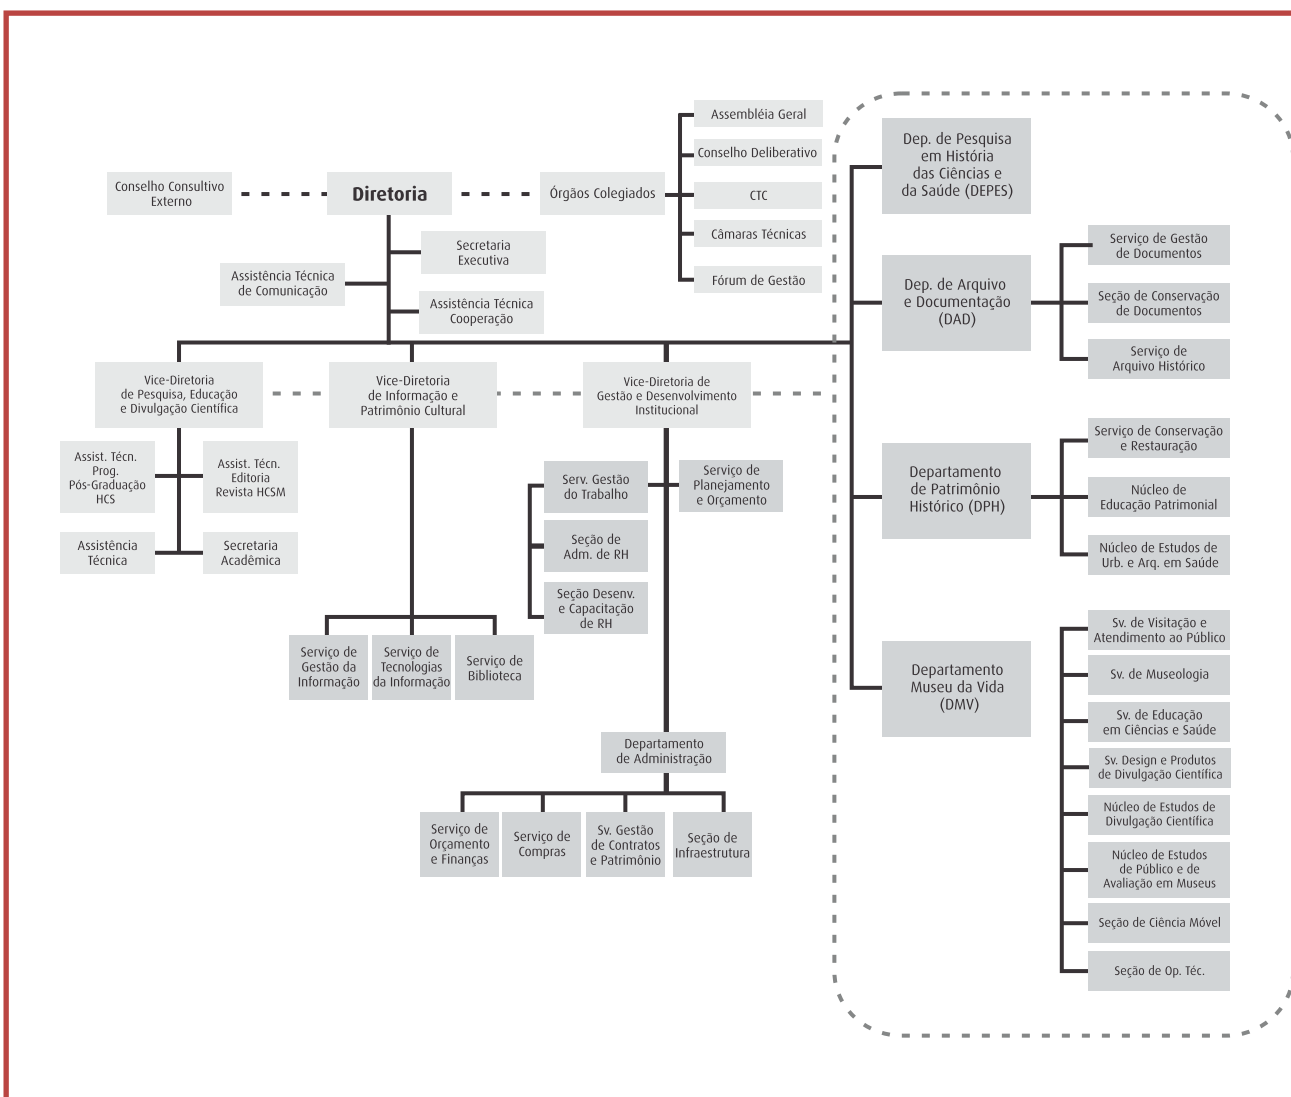 Assembléia Geral
Conselho Deliberativo
CTC
Câmaras Técnicas
Fórum de Gestão
Conselho Consultivo
Externo
Diretoria
Órgãos Colegiados
Secretaria
Executiva
Assistência Técnica
de Comunicação
Assistência Técnica
Cooperação
Vice-Diretoria
de Pesquisa, Educação
e Divulgação Científica
Vice-Diretoria
de Informação e
Patrimônio Cultural
Vice-Diretoria de
Gestão e Desenvolvimento
Institucional
Assist. Técn.
Prog.
Pós-Graduação
HCS
Assist. Técn.
Editoria
Revista HCSM
Assistência
Técnica
Secretaria
Acadêmica
Serviço de
Gestão da
Informação
Serviço de
Tecnologias
da Informação
Serviço de
Biblioteca
Serv. Gestão
do Trabalho
Serviço de
Planejamento
e Orçamento
Seção de
Adm. de RH
Seção Desenv.
e Capacitação
de RH
Departamento
de Administração
Serviço de
Orçamento
e Finanças
Serviço de
Compras
Sv. Gestão
de Contratos
e Patrimônio
Seção de
Infraestrutura
Dep. de Pesquisa
em História
das Ciências e
da Saúde (DEPES)
Dep. de Arquivo
e Documentação
(DAD)
Serviço de Gestão
de Documentos
Seção de Conservação
de Documentos
Serviço de
Arquivo Histórico
Departamento
de Patrimônio
Histórico (DPH)
Serviço de Conservação
e Restauração
Núcleo de
Educação Patrimonial
Núcleo de Estudos de
Urb. e Arq. em Saúde
Departamento
Museu da Vida
(DMV)
Sv. de Visitação e
Atendimento ao Público
Sv. de Museologia
Sv. de Educação
em Ciências e Saúde
Sv. Design e Produtos
de Divulgação Científica
Núcleo de Estudos de
Divulgação Científica
Núcleo de Estudos
de Público e de
Avaliação em Museus
Seção de Ciência Móvel
Seção de Op. Téc.